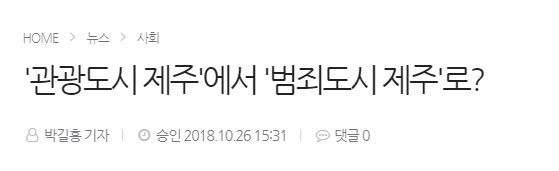 HOME > 뉴스 > 사회
'관광도시 제주'에서 '범죄도시 제주'로?
박길홍 기자 | 승인 2018.10.26 15:31 | 댓글 0